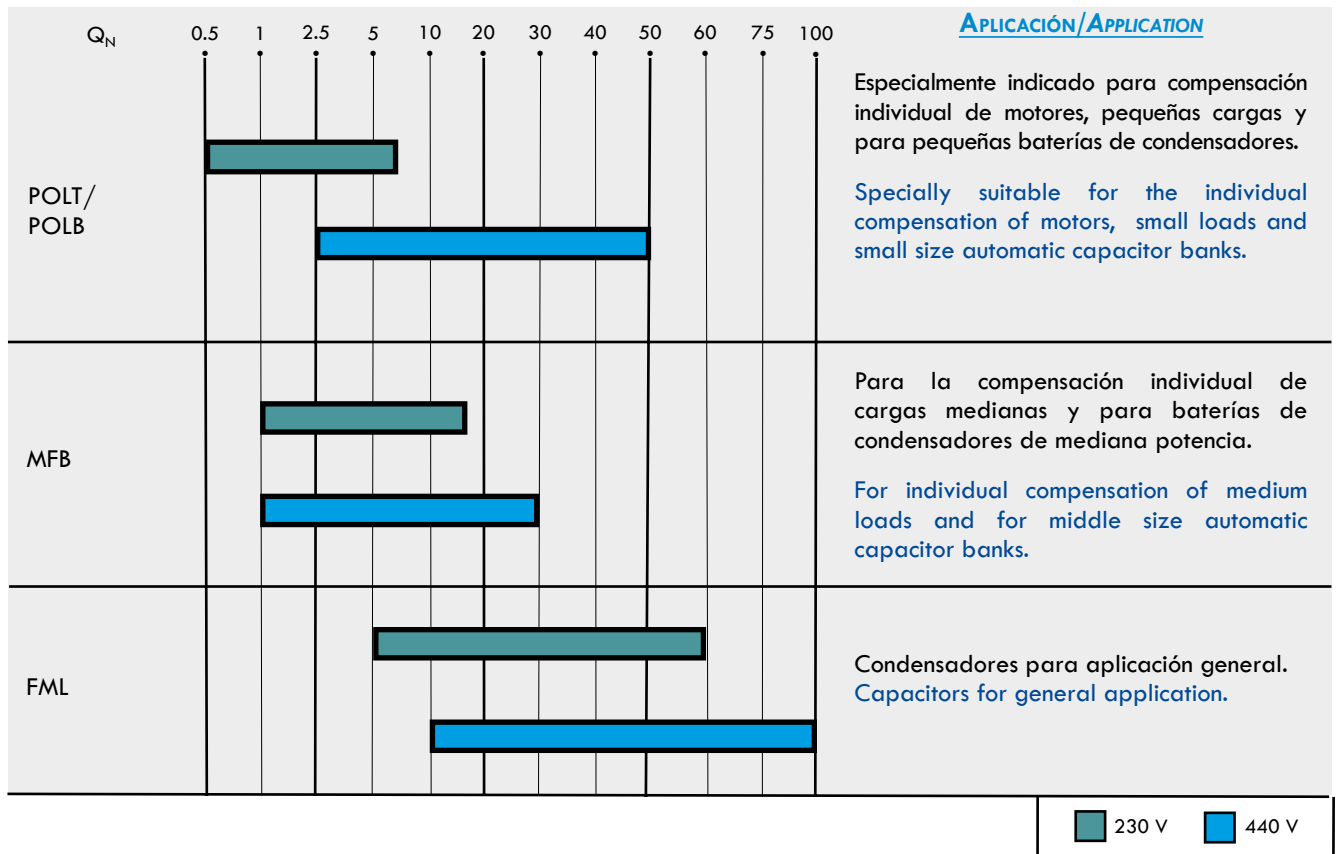 Q_N 0.5 1 2.5 5 10 20 30 40 50 60 75 100
APLICACIÓN/APPLICATION
POLT/
POLB
Especialmente indicado para compensación
individual de motores, pequeñas cargas y
para pequeñas baterías de condensadores.
Specially suitable for the individual
compensation of motors, small loads and
small size automatic capacitor banks.
MFB
Para la compensación individual de
cargas medianas y para baterías de
condensadores de mediana potencia.
For individual compensation of medium
loads and for middle size automatic
capacitor banks.
FML
Condensadores para aplicación general.
Capacitors for general application.
230 V 440 V